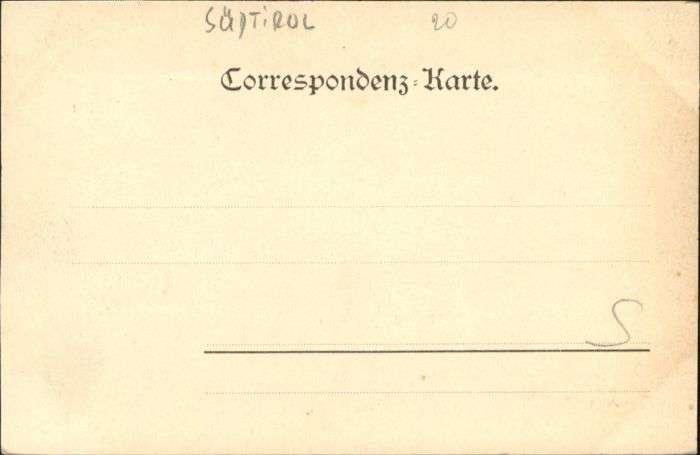 SÜDTIROL 20
Correspondenz-Karte.
S